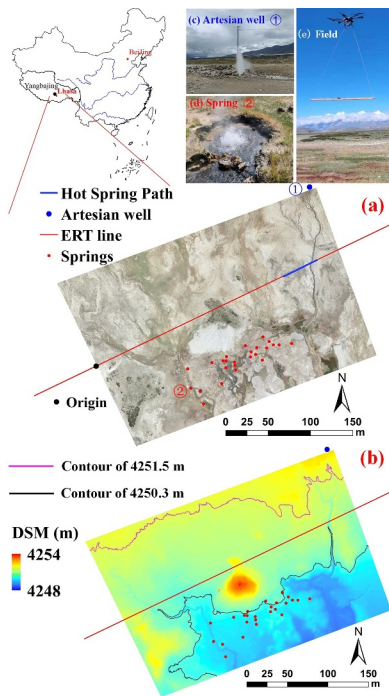 Beijing
Yangbajing
Lhasa
(c) Artesian well ①
(d) Spring ②
(e) Field
Hot Spring Path
Artesian well
ERT line
Springs
①
(a)
②
Origin
N
0 25 50 100 150
m
(b)
Contour of 4251.5 m
Contour of 4250.3 m
DSM (m)
4254
4248
N
0 25 50 100 150
m